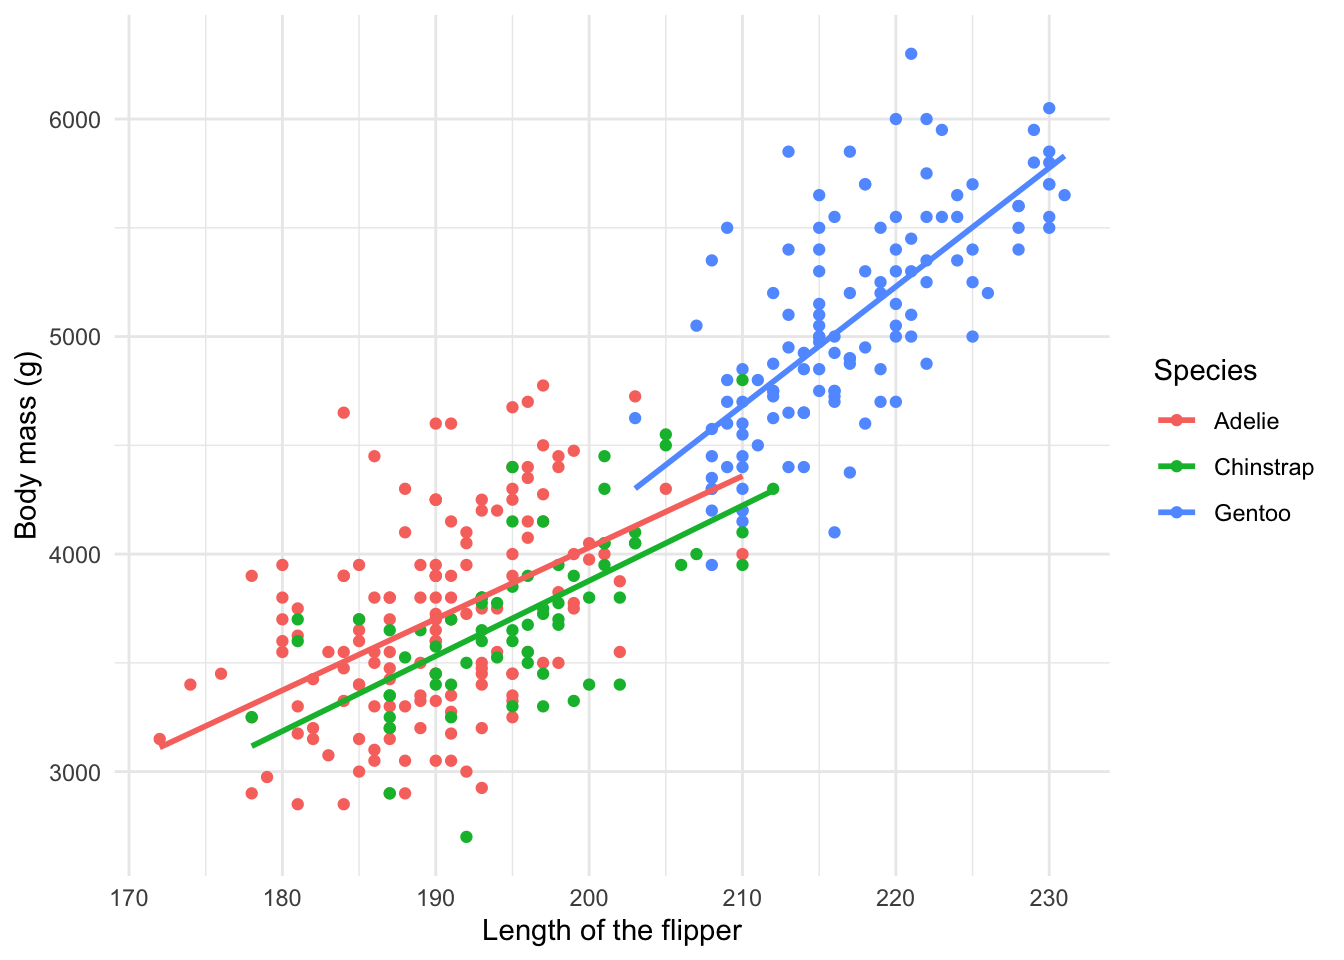 6000
5000
4000
3000
Body mass (g)
170 180 190 200 210 220 230
Length of the flipper
Species
Adelie
Chinstrap
Gentoo